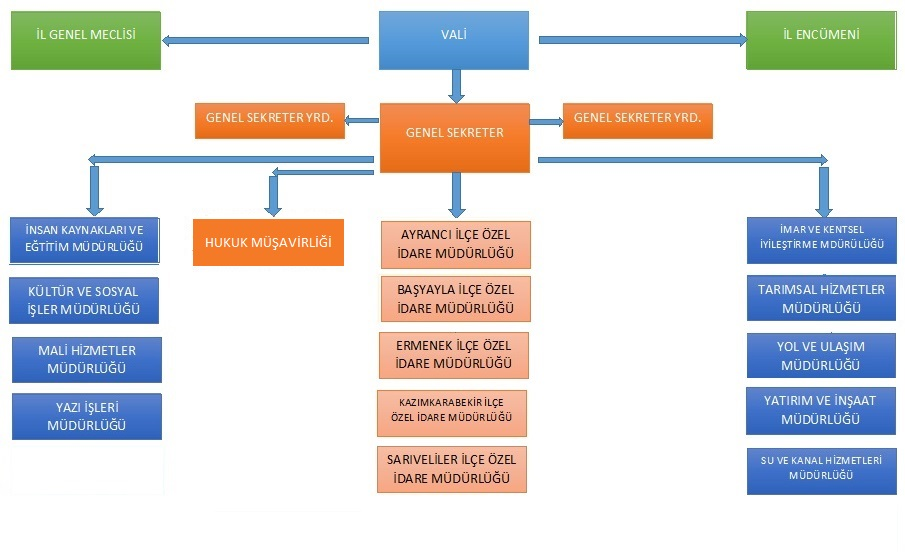 İL GENEL MECLİSİ
VALİ
İL ENCÜMENİ
GENEL SEKRETER YRD.
GENEL SEKRETER
GENEL SEKRETER YRD.
İNSAN KAYNAKLARI VE
EĞTİTİM MÜDÜRLÜĞÜ
KÜLTÜR VE SOSYAL
İŞLER MÜDÜRLÜĞÜ
MALİ HİZMETLER
MÜDÜRLÜĞÜ
YAZI İŞLERİ
MÜDÜRLÜĞÜ
HUKUK MÜŞAVİRLİĞİ
AYRANCI İLÇE ÖZEL
İDARE MÜDÜRLÜĞÜ
BAŞYAYLA İLÇE ÖZEL
İDARE MÜDÜRLÜĞÜ
ERMENEK İLÇE ÖZEL
İDARE MÜDÜRLÜĞÜ
KAZIMKARABEKİR İLÇE
ÖZEL İDARE MÜDÜRLÜĞÜ
SARIVELİLER İLÇE ÖZEL
İDARE MÜDÜRLÜĞÜ
İMAR VE KENTSEL
İYİLEŞTİRME MDÜRÜLÜĞÜ
TARIMSAL HİZMETLER
MÜDÜRLÜĞÜ
YOL VE ULAŞIM
MÜDÜRLÜĞÜ
YATIRIM VE İNŞAAT
MÜDÜRLÜĞÜ
SU VE KANAL HİZMETLERİ
MÜDÜRLÜĞÜ